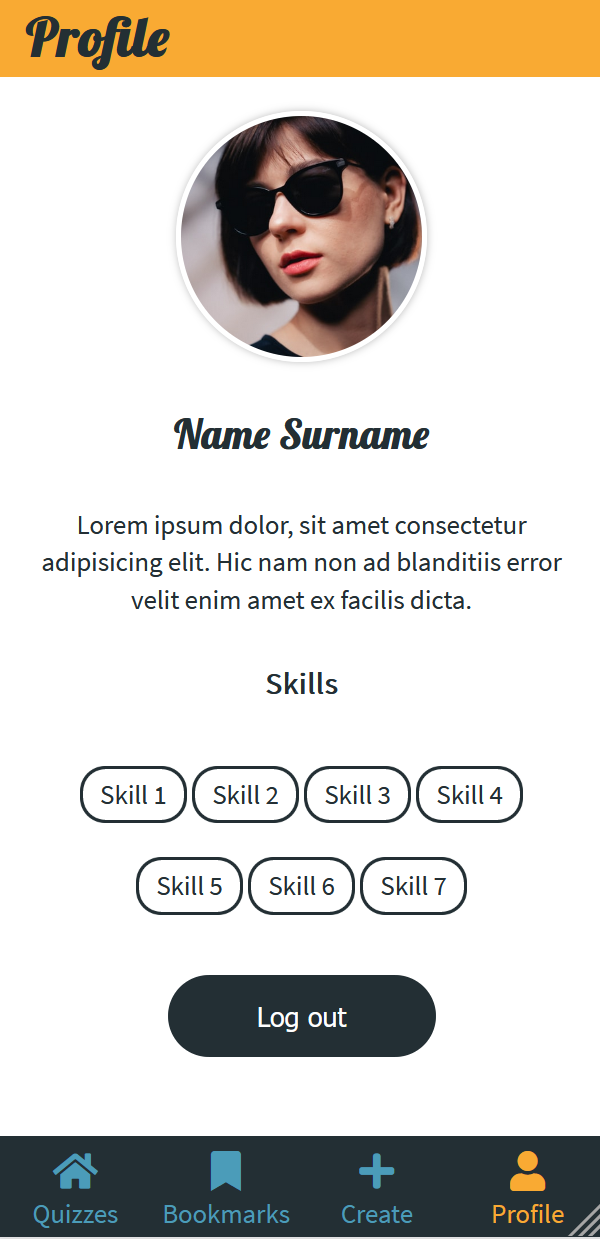 Profile
Name Surname
Lorem ipsum dolor, sit amet consectetur
adipisicing elit. Hic nam non ad blanditiis error
velit enim amet ex facilis dicta.
Skills
Skill 1 Skill 2 Skill 3 Skill 4
Skill 5 Skill 6 Skill 7
Log out
Quizzes Bookmarks Create Profile